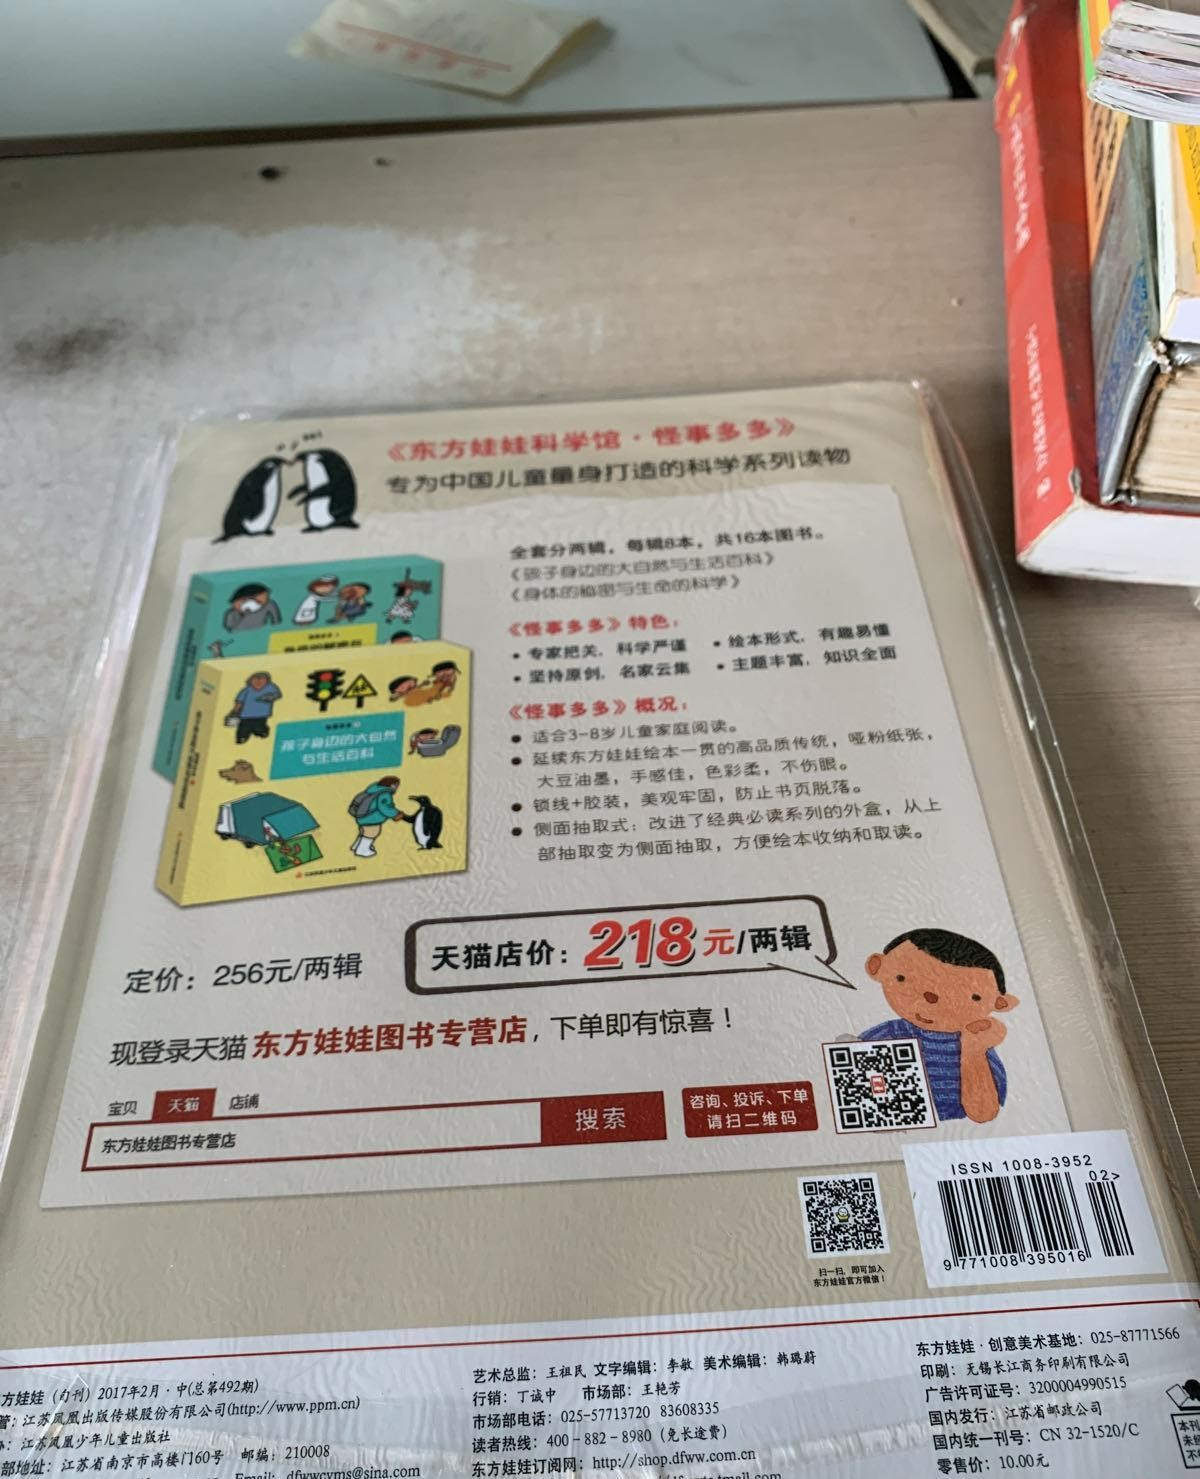 《东方娃娃科学馆·怪事多多》
专为中国儿童量身打造的科学系列读物
全套分两辑，每辑8本，共16本图书。
《孩子身边的大自然与生活百科》
《身体的秘密与生命的科学》
《怪事多多》特色：
• 专家把关，科学严谨 • 绘本形式，有趣易懂
• 坚持原创，名家云集 • 主题丰富，知识全面
《怪事多多》概况：
● 适合3-8岁儿童家庭阅读。
● 延续东方娃娃绘本一贯的高品质传统，哑粉纸张，
大豆油墨，手感佳，色彩柔，不伤眼。
● 锁线+胶装，美观牢固，防止书页脱落。
● 侧面抽取式：改进了经典必读系列的外盒，从上
部抽取变为侧面抽取，方便绘本收纳和取读。
孩子身边的大自然
与生活百科
定价：256元/两辑
天猫店价：218元/两辑
现登录天猫东方娃娃图书专营店，下单即有惊喜！
宝贝 天猫 店铺
东方娃娃图书专营店
搜索
咨询、投诉、下单
请扫二维码
ISSN 1008-3952
02>
9 771008 395016
扫一扫，即可加入
东方娃娃官方微信！
方娃娃（旬刊）2017年2月·中(总第492期)
管：江苏凤凰出版传媒股份有限公司(http://www.ppm.cn)
：江苏凤凰少年儿童出版社
部地址：江苏省南京市高楼门60号 邮编：210008
Email: dfwwcyms@sina.com
艺术总监：王祖民 文字编辑：李敏 美术编辑：韩璐蔚
行销：丁诚中 市场部：王艳芳
市场部电话：025-57713720 83608335
读者热线：400-882-8980（免长途费）
东方娃娃订阅网：http://shop.dfww.com.cn
东方娃娃·创意美术基地：025-87771566
印刷：无锡长江商务印刷有限公司
广告许可证号：3200004990515
国内发行：江苏省邮政公司
国内统一刊号：CN 32-1520/C
零售价：10.00元